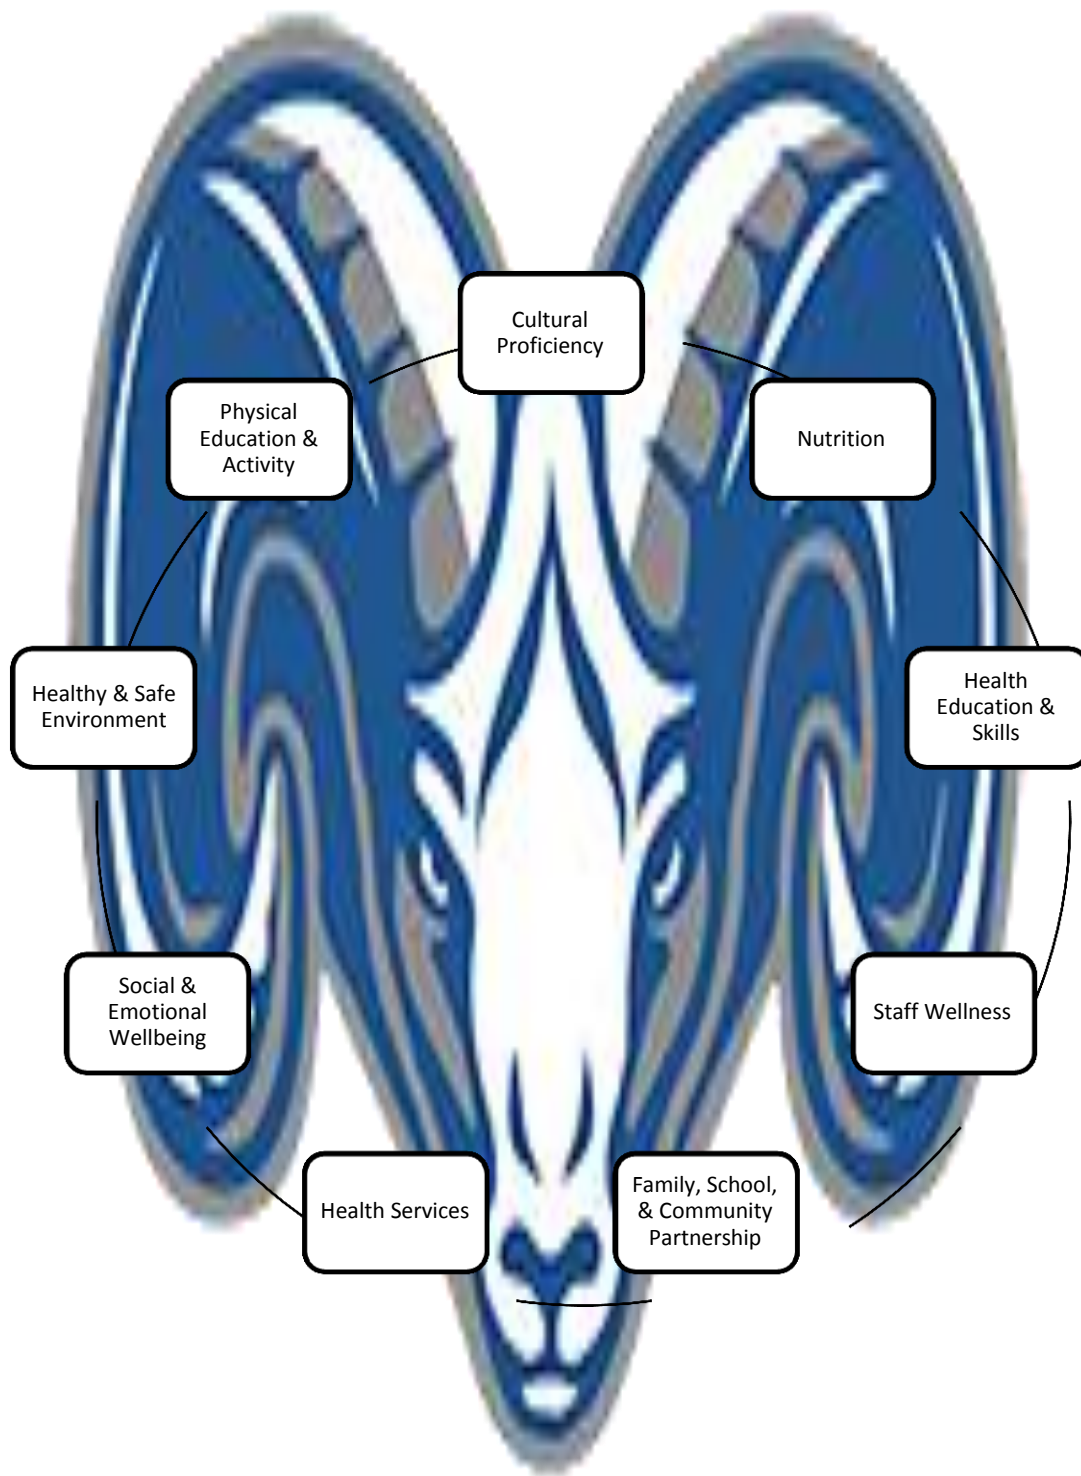 Cultural
Proficiency
Physical
Education &
Activity
Nutrition
Healthy & Safe
Environment
Health
Education &
Skills
Social &
Emotional
Wellbeing
Staff Wellness
Health Services
Family, School,
& Community
Partnership